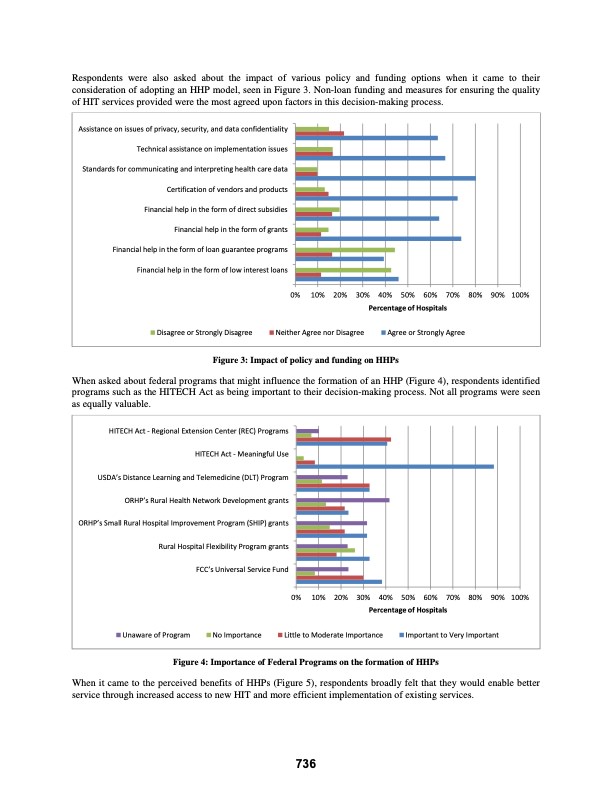 Respondents were also asked about the impact of various policy and funding options when it came to their
consideration of adopting an HHP model, seen in Figure 3. Non-loan funding and measures for ensuring the quality
of HIT services provided were the most agreed upon factors in this decision-making process.
Assistance on issues of privacy, security, and data confidentiality
Technical assistance on implementation issues
Standards for communicating and interpreting health care data
Certification of vendors and products
Financial help in the form of direct subsidies
Financial help in the form of grants
Financial help in the form of loan guarantee programs
Financial help in the form of low interest loans
0% 10% 20% 30% 40% 50% 60% 70% 80% 90% 100%
Percentage of Hospitals
Disagree or Strongly Disagree Neither Agree nor Disagree Agree or Strongly Agree
Figure 3: Impact of policy and funding on HHPs
When asked about federal programs that might influence the formation of an HHP (Figure 4), respondents identified
programs such as the HITECH Act as being important to their decision-making process. Not all programs were seen
as equally valuable.
HITECH Act - Regional Extension Center (REC) Programs
HITECH Act - Meaningful Use
USDA's Distance Learning and Telemedicine (DLT) Program
ORHP's Rural Health Network Development grants
ORHP's Small Rural Hospital Improvement Program (SHIP) grants
Rural Hospital Flexibility Program grants
FCC's Universal Service Fund
0% 10% 20% 30% 40% 50% 60% 70% 80% 90% 100%
Percentage of Hospitals
Unaware of Program No Importance Little to Moderate Importance Important to Very Important
Figure 4: Importance of Federal Programs on the formation of HHPs
When it came to the perceived benefits of HHPs (Figure 5), respondents broadly felt that they would enable better
service through increased access to new HIT and more efficient implementation of existing services.
736